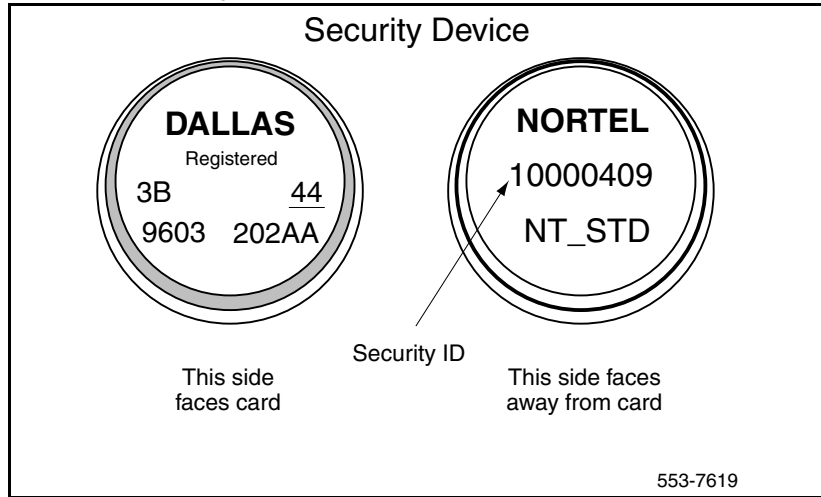 Security Device
DALLAS
Registered
3B 44
9603 202AA
NORTEL
10000409
NT_STD
Security ID
This side
faces card
This side faces
away from card
553-7619